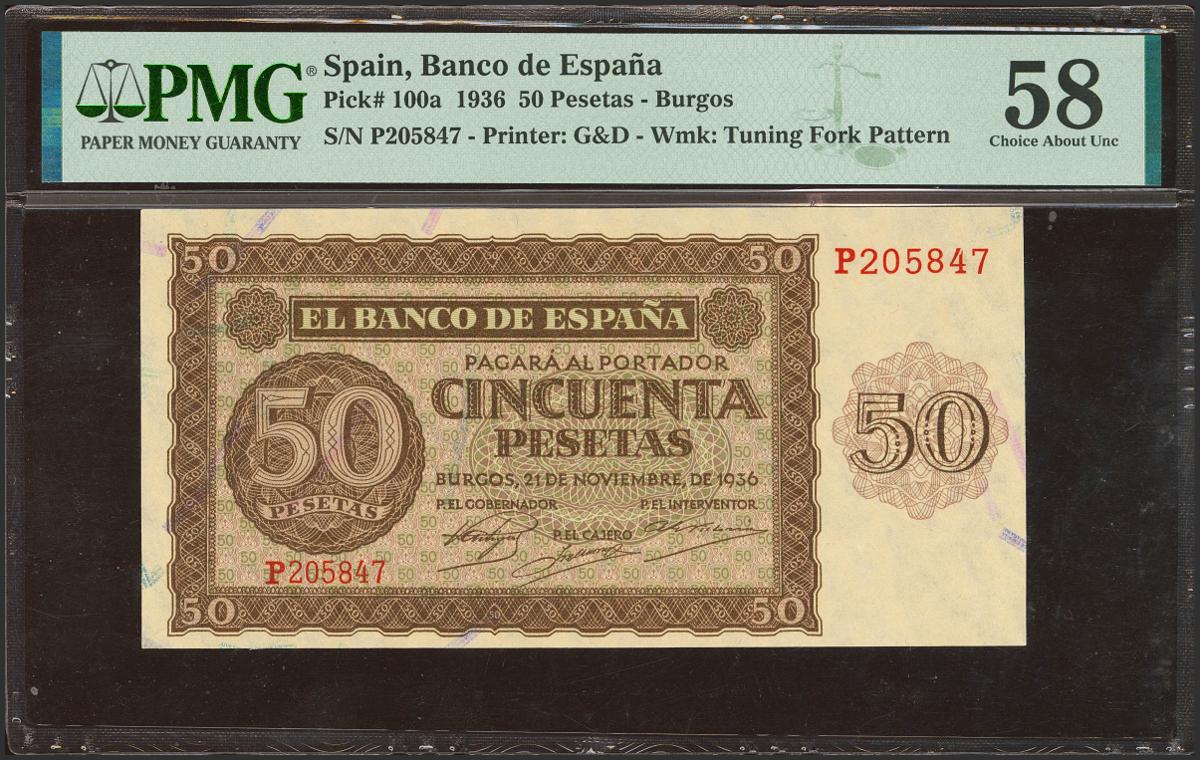 PMG®
PAPER MONEY GUARANTY
Spain, Banco de España
Pick# 100a 1936 50 Pesetas - Burgos
S/N P205847 - Printer: G&D - Wmk: Tuning Fork Pattern
58
Choice About Unc
50
50
P205847
EL BANCO DE ESPAÑA
PAGARÁ AL PORTADOR
CINCUENTA
PESETAS
50
PESETAS
50
BURGOS, 21 DE NOVIEMBRE, DE 1936
P. EL GOBERNADOR
P. EL INTERVENTOR
P. EL CAJERO
P205847
50
50